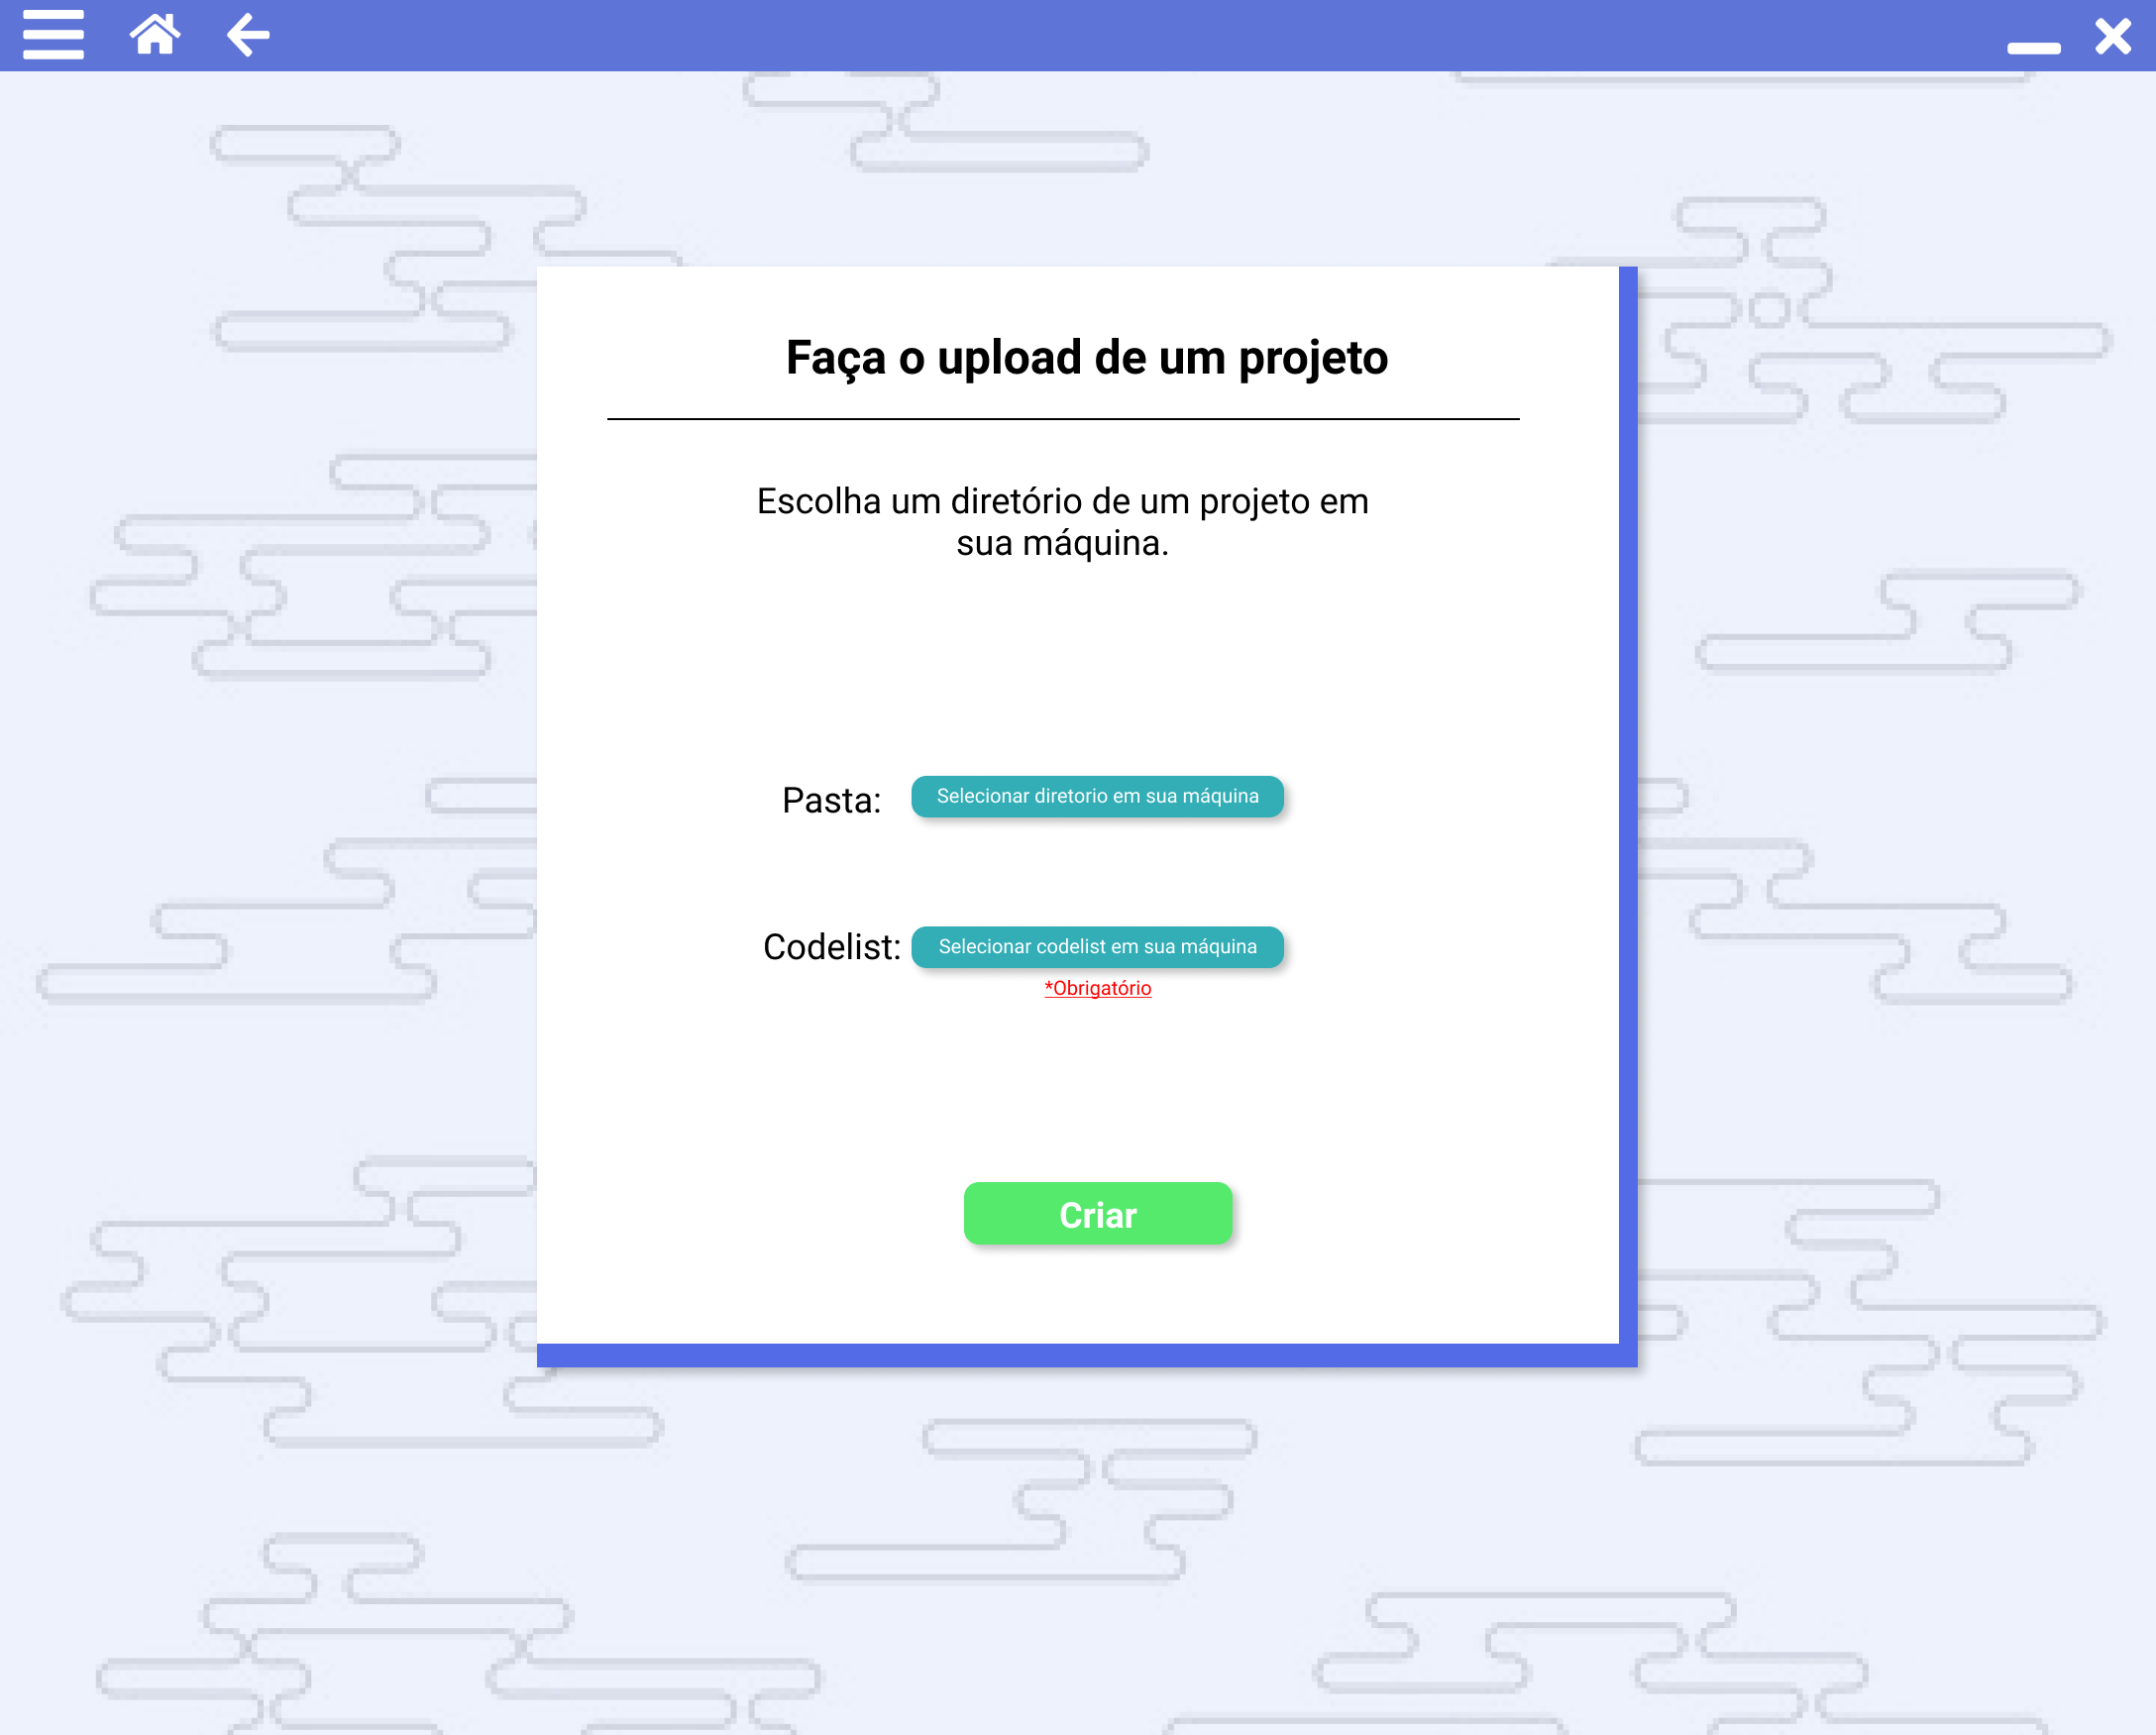 Faça o upload de um projeto
Escolha um diretório de um projeto em
sua máquina.
Pasta: Selecionar diretorio em sua máquina
Codelist: Selecionar codelist em sua máquina
*Obrigatório
Criar